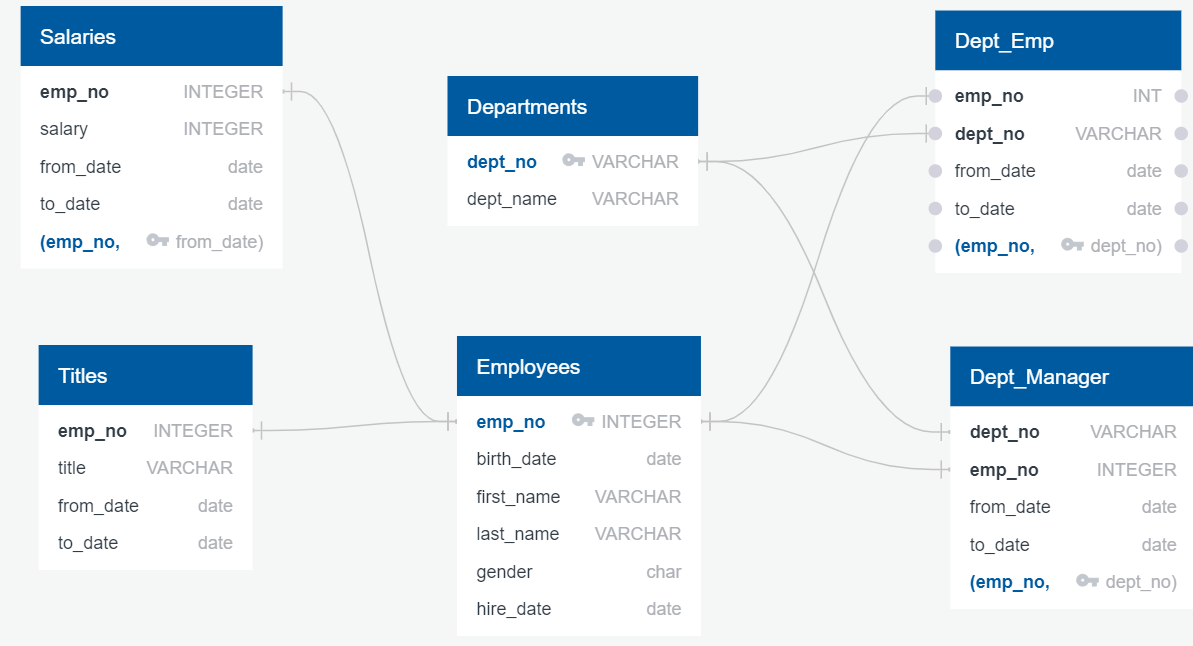 Salaries
emp_no INTEGER
salary INTEGER
from_date date
to_date date
(emp_no, from_date)
Titles
emp_no INTEGER
title VARCHAR
from_date date
to_date date
Departments
dept_no VARCHAR
dept_name VARCHAR
Employees
emp_no INTEGER
birth_date date
first_name VARCHAR
last_name VARCHAR
gender char
hire_date date
Dept_Emp
emp_no INT
dept_no VARCHAR
from_date date
to_date date
(emp_no, dept_no)
Dept_Manager
dept_no VARCHAR
emp_no INTEGER
from_date date
to_date date
(emp_no, dept_no)